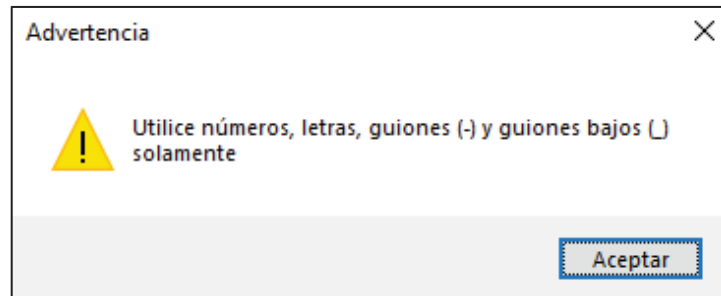 Advertencia
Utilice números, letras, guiones (-) y guiones bajos (_)
solamente
Aceptar